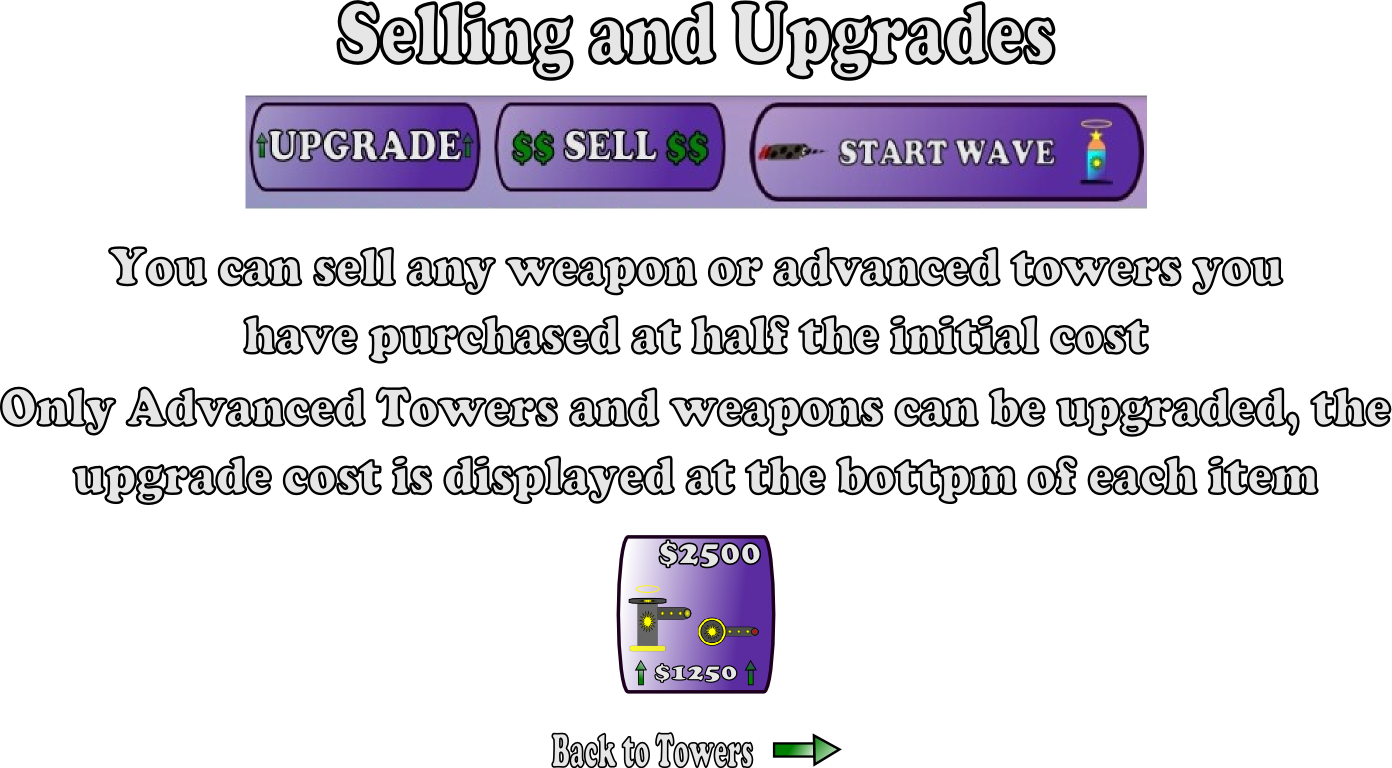 Selling and Upgrades
UPGRADE $$ SELL $$ START WAVE
You can sell any weapon or advanced towers you
have purchased at half the initial cost
Only Advanced Towers and weapons can be upgraded, the
upgrade cost is displayed at the bottpm of each item
$2500
$1250
Back to Towers